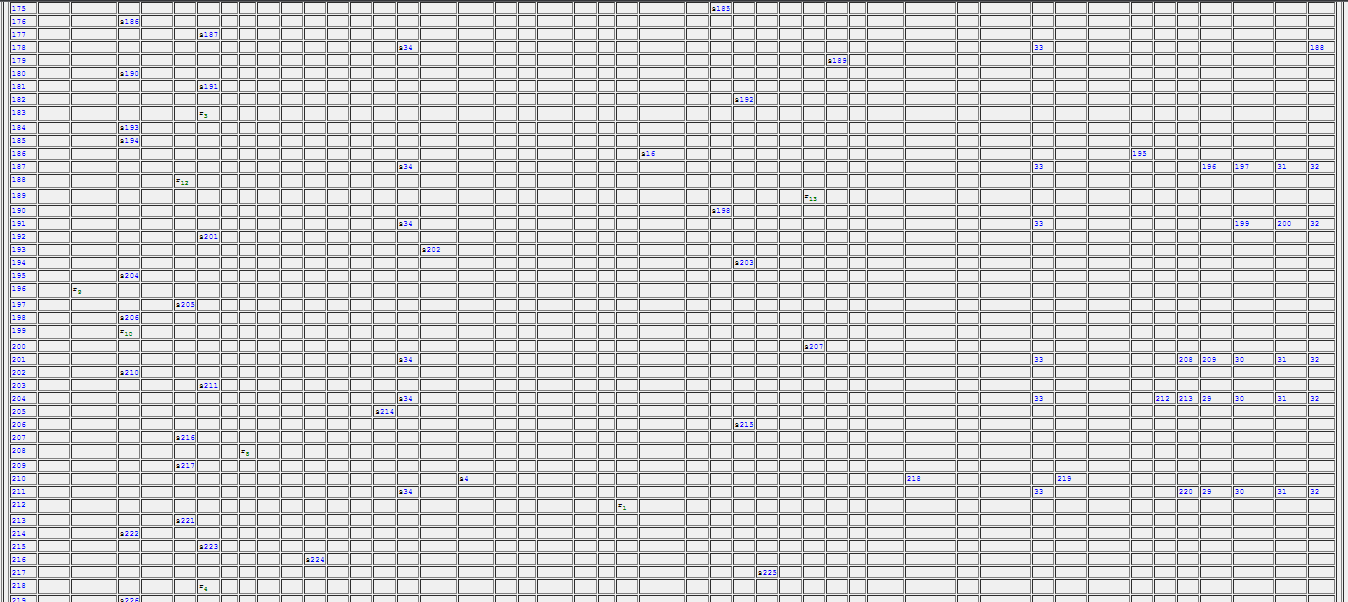 175 s185
176 s186
177 s187
178 s34 33 188
179 s189
180 s190
181 s191
182 s192
183 r3
184 s193
185 s194
186 s16 195
187 s34 33 196 197 31 32
188 r12
189 r13
190 s198
191 s34 33 199 200 32
192 s201
193 s202
194 s203
195 s204
196 r9
197 s205
198 s206
199 r10
200 s207
201 s34 33 208 209 30 31 32
202 s210
203 s211
204 s34 33 212 213 29 30 31 32
205 s214
206 s215
207 s216
208 r8
209 s217
210 s4 218 219
211 s34 33 220 29 30 31 32
212 r1
213 s221
214 s222
215 s223
216 s224
217 s225
218 r4
219 s226